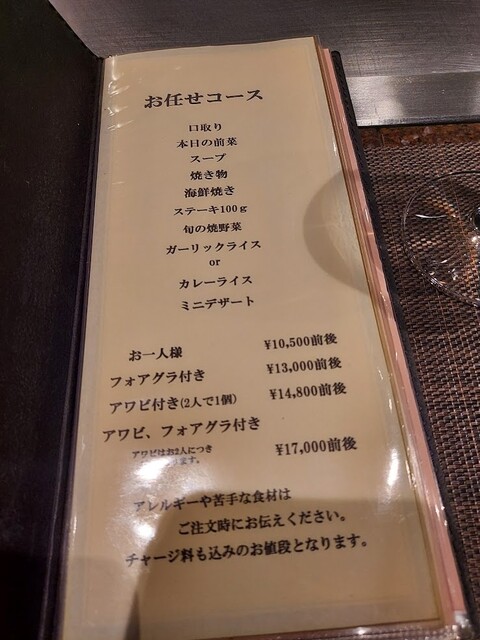 お任せコース
口取り
本日の前菜
スープ
焼き物
海鮮焼き
ステーキ100g
旬の焼野菜
ガーリックライス
or
カレーライス
ミニデザート
お一人様 ¥10,500前後
フォアグラ付き ¥13,000前後
アワビ付き(2人で1個) ¥14,800前後
アワビ、フォアグラ付き
アワビはお2人につき ¥17,000前後
ます。
アレルギーや苦手な食材は
ご注文時にお伝えください。
チャージ料も込みのお値段となります。